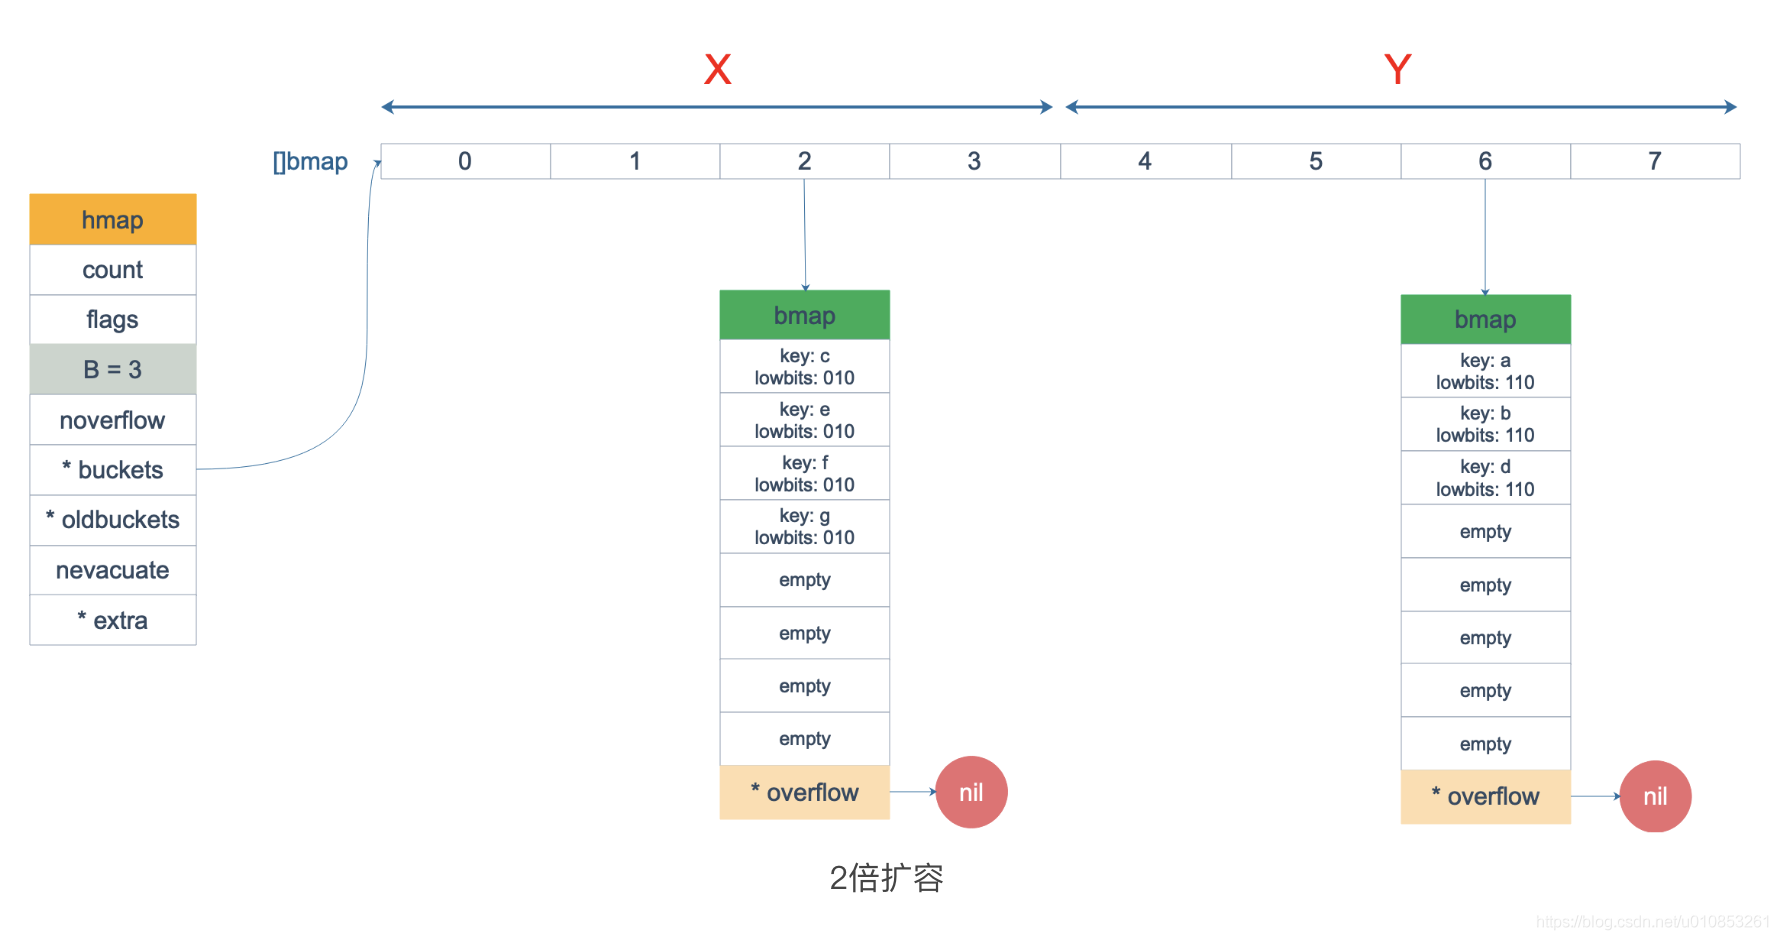 X
Y
[]bmap
0
1
2
3
4
5
6
7
hmap
count
flags
B = 3
noverflow
* buckets
* oldbuckets
nevacuate
* extra
bmap
key: c
lowbits: 010
key: e
lowbits: 010
key: f
lowbits: 010
key: g
lowbits: 010
empty
empty
empty
empty
* overflow
nil
bmap
key: a
lowbits: 110
key: b
lowbits: 110
key: d
lowbits: 110
empty
empty
empty
empty
empty
* overflow
nil
2倍扩容
https://blog.csdn.net/u010853261